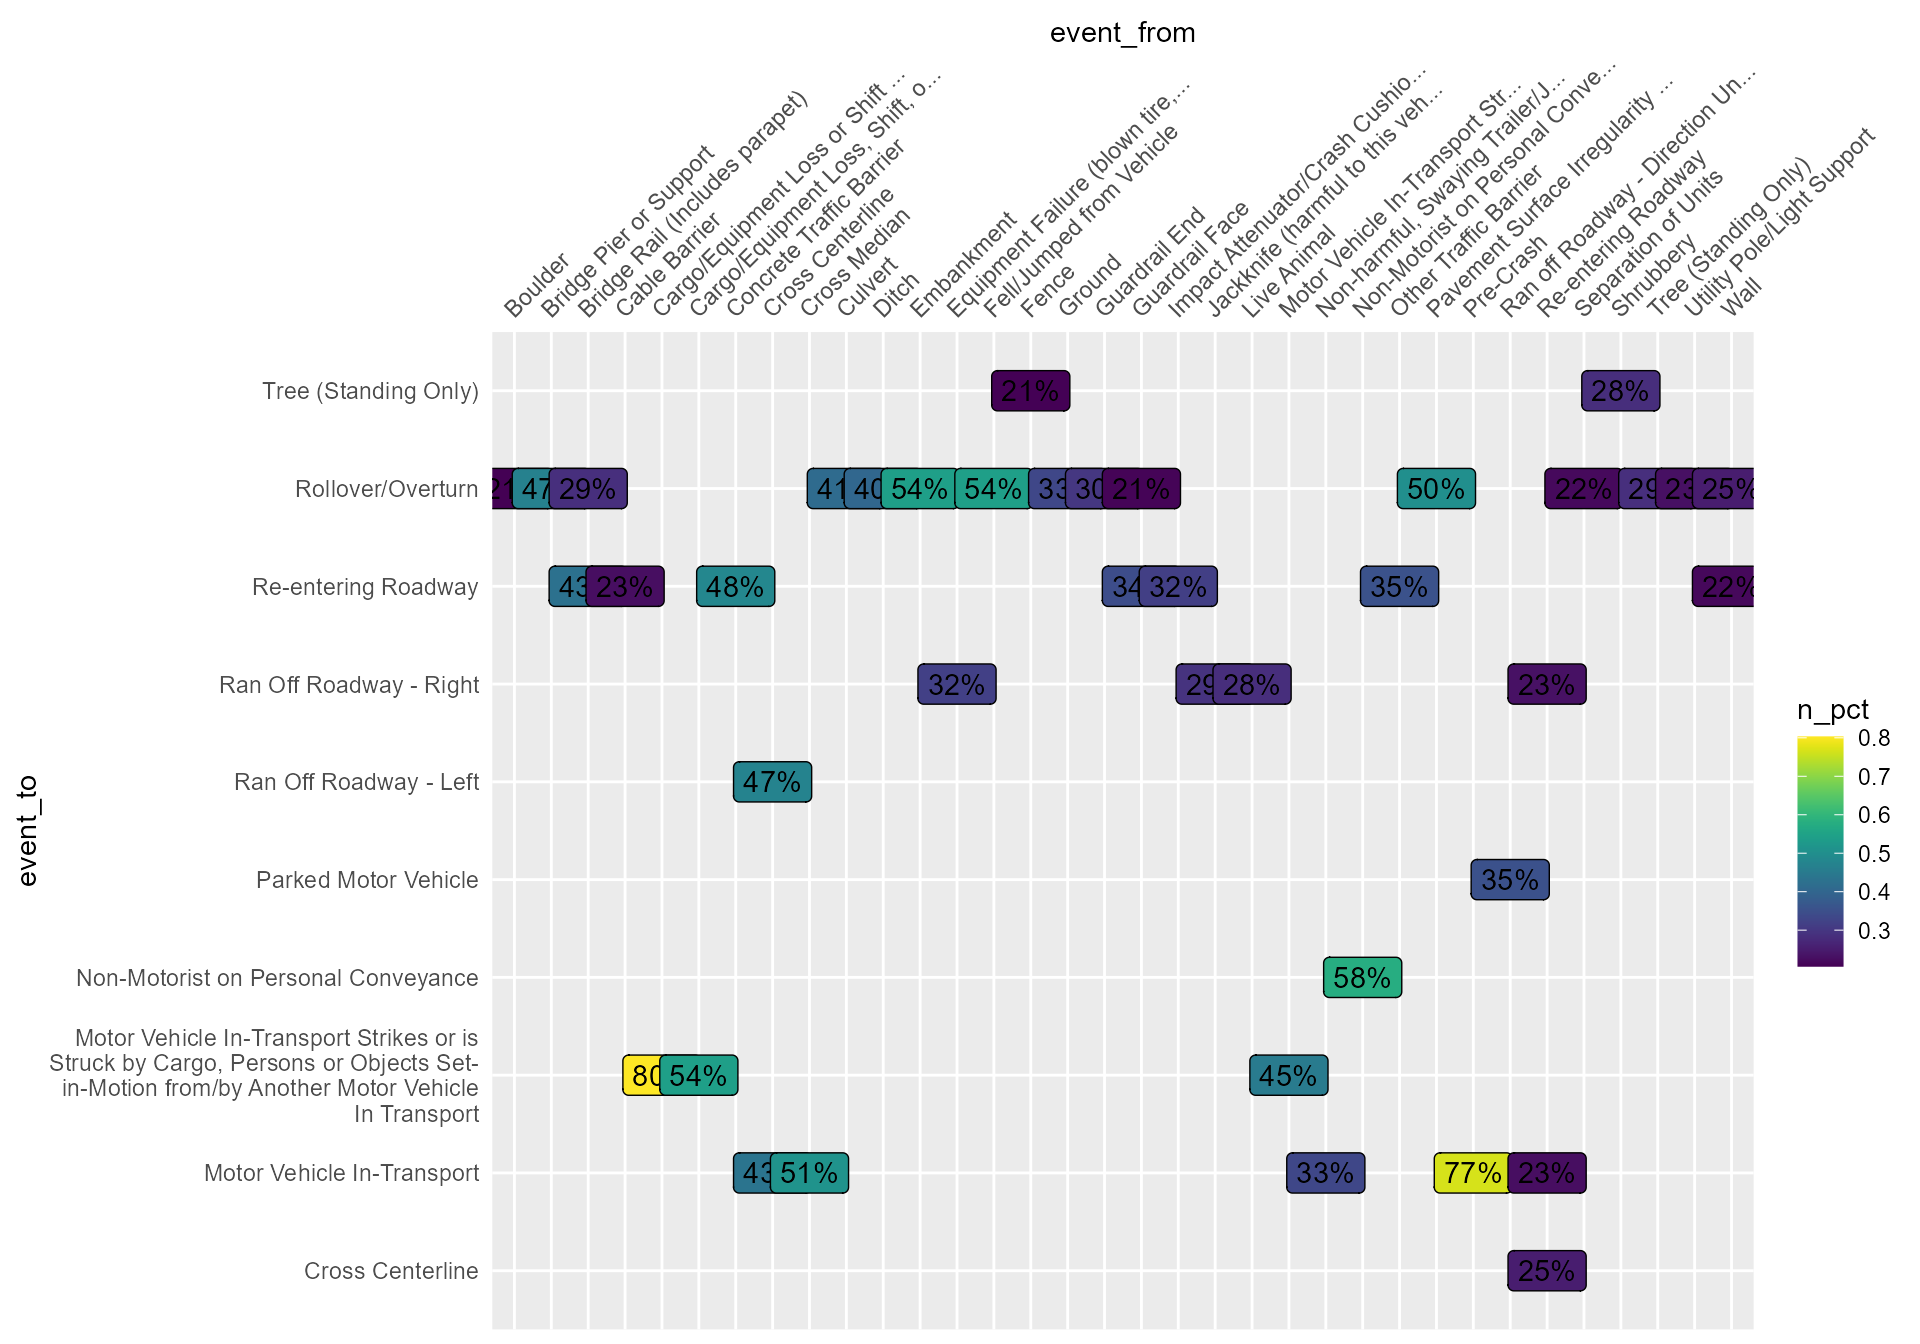 event_from
Boulder
Bridge Pier or Support
Bridge Rail (Includes parapet)
Cable Barrier
Cargo/Equipment Loss or Shift ...
Cargo/Equipment Loss, Shift, o...
Concrete Traffic Barrier
Cross Centerline
Cross Median
Culvert
Ditch
Embankment
Equipment Failure (blown tire,...
Fell/Jumped from Vehicle
Fence
Ground
Guardrail End
Guardrail Face
Impact Attenuator/Crash Cushio...
Jackknife (harmful to this veh...
Live Animal
Motor Vehicle In-Transport Str...
Non-harmful, Swaying Trailer/J...
Non-Motorist on Personal Conve...
Other Traffic Barrier
Pavement Surface Irregularity ...
Pre-Crash
Ran off Roadway - Direction Un...
Re-entering Roadway
Separation of Units
Shrubbery
Tree (Standing Only)
Utility Pole/Light Support
Wall
event_to
Tree (Standing Only) 21% 28%
Rollover/Overturn 21 47 29% 41 40 54% 54% 33 30 21% 50% 22% 29 23 25%
Re-entering Roadway 43 23% 48% 34 32% 35% 22%
Ran Off Roadway - Right 32% 29 28% 23%
Ran Off Roadway - Left 47%
Parked Motor Vehicle 35%
Non-Motorist on Personal Conveyance 58%
Motor Vehicle In-Transport Strikes or is
Struck by Cargo, Persons or Objects Set-
in-Motion from/by Another Motor Vehicle
In Transport
80 54% 45%
Motor Vehicle In-Transport 43 51% 33% 77% 23%
Cross Centerline 25%
n_pct
0.8
0.7
0.6
0.5
0.4
0.3